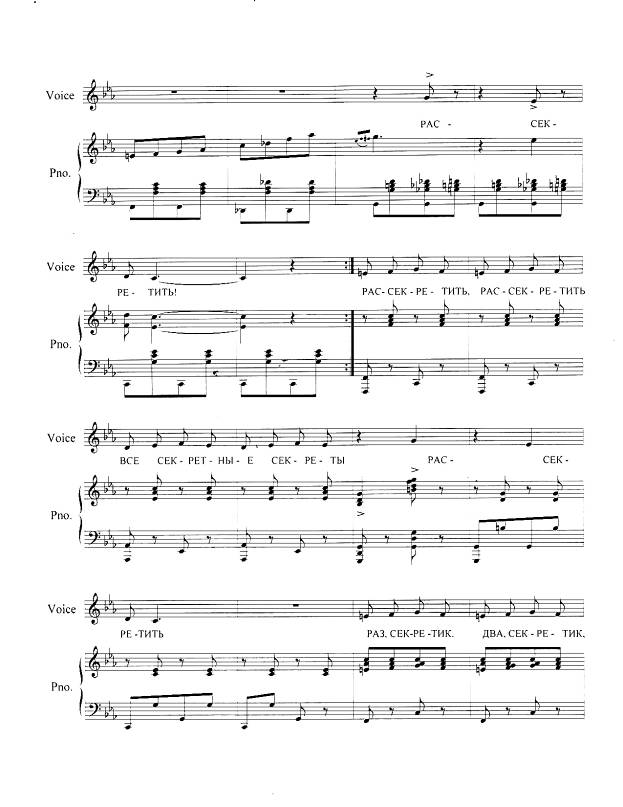 Voice
РАС- СЕК-
Pno.
Voice
РЕ- ТИТЬ! РАС-СЕК-РЕ-ТИТЬ, РАС-СЕК-РЕ-ТИТЬ
Pno.
Voice
ВСЕ СЕК-РЕТ-НЫ-Е СЕК-РЕ-ТЫ РАС- СЕК-
Pno.
Voice
РЕ-ТИТЬ РАЗ, СЕК-РЕ-ТИК. ДВА, СЕК-РЕ-ТИК,
Pno.